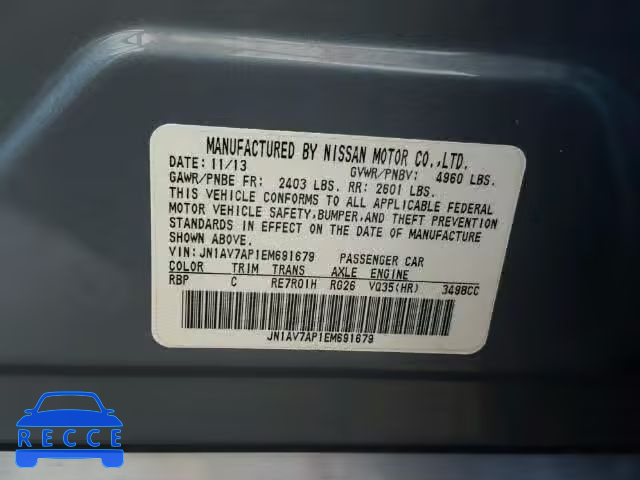 MANUFACTURED BY NISSAN MOTOR CO.,LTD.
DATE: 11/13 GVWR/PNBV: 4960 LBS.
GAWR/PNBE FR: 2403 LBS. RR: 2601 LBS.
THIS VEHICLE CONFORMS TO ALL APPLICABLE FEDERAL
MOTOR VEHICLE SAFETY,BUMPER,AND THEFT PREVENTION
STANDARDS IN EFFECT ON THE DATE OF MANUFACTURE
SHOWN ABOVE.
VIN: JN1AV7AP1EM691679 PASSENGER CAR
COLOR TRIM TRANS AXLE ENGINE
RBP C RE7R01H RG26 VQ35(HR) 3498CC
JN1AV7AP1EM691679
RECCE